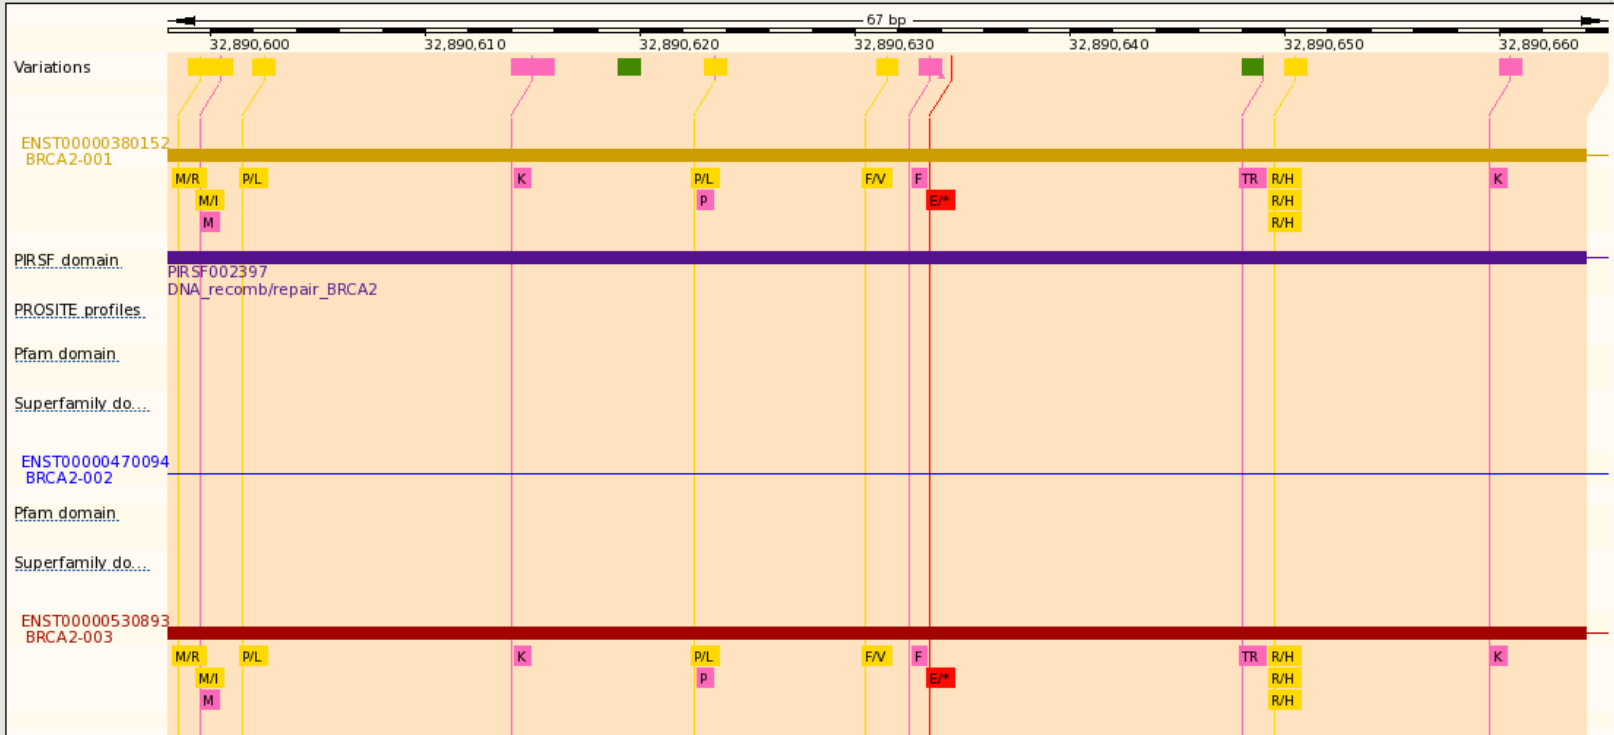 67 bp
32,890,600 32,890,610 32,890,620 32,890,630 32,890,640 32,890,650 32,890,660
Variations
ENST00000380152
BRCA2-001
M/R P/L K P/L F/V F TR R/H K
M/I P E/* R/H
M R/H
PIRSF domain
PIRSF002397
DNA_recomb/repair_BRCA2
PROSITE profiles
Pfam domain
Superfamily do...
ENST00000470094
BRCA2-002
Pfam domain
Superfamily do...
ENST00000530893
BRCA2-003
M/R P/L K P/L F/V F TR R/H K
M/I P E/* R/H
M R/H